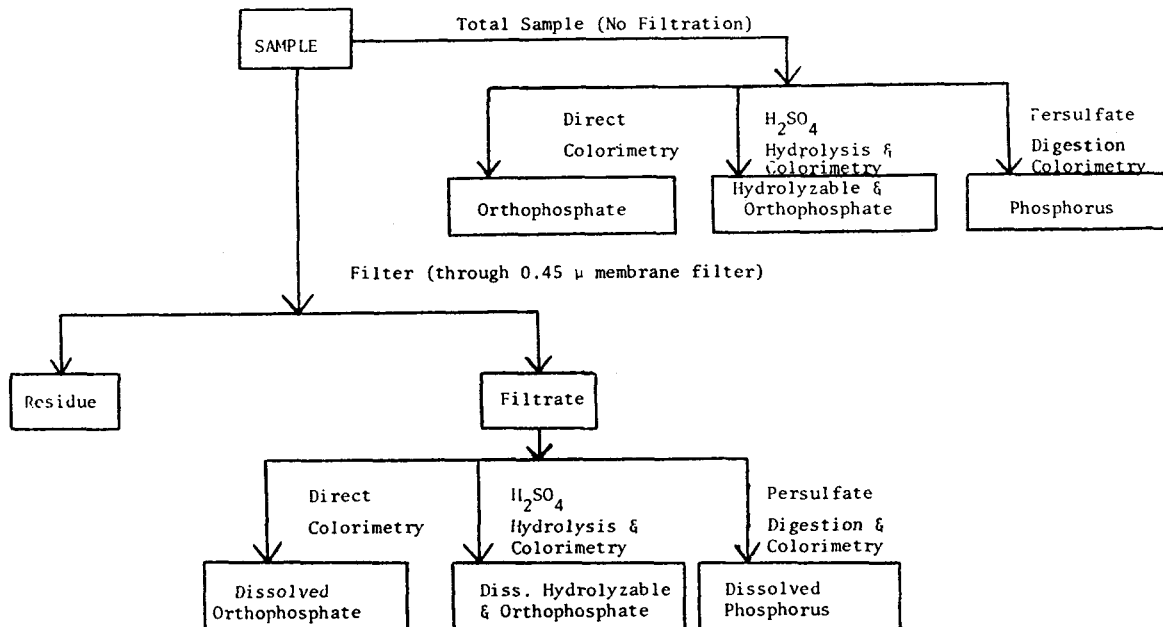 Total Sample (No Filtration)
SAMPLE
Direct
Colorimetry
H2SO4
Hydrolysis &
Colorimetry
Persulfate
Digestion
Colorimetry
Orthophosphate
Hydrolyzable &
Orthophosphate
Phosphorus
Filter (through 0.45 μ membrane filter)
Residue
Filtrate
Direct
Colorimetry
H2SO4
Hydrolysis &
Colorimetry
Persulfate
Digestion &
Colorimetry
Dissolved
Orthophosphate
Diss. Hydrolyzable
& Orthophosphate
Dissolved
Phosphorus